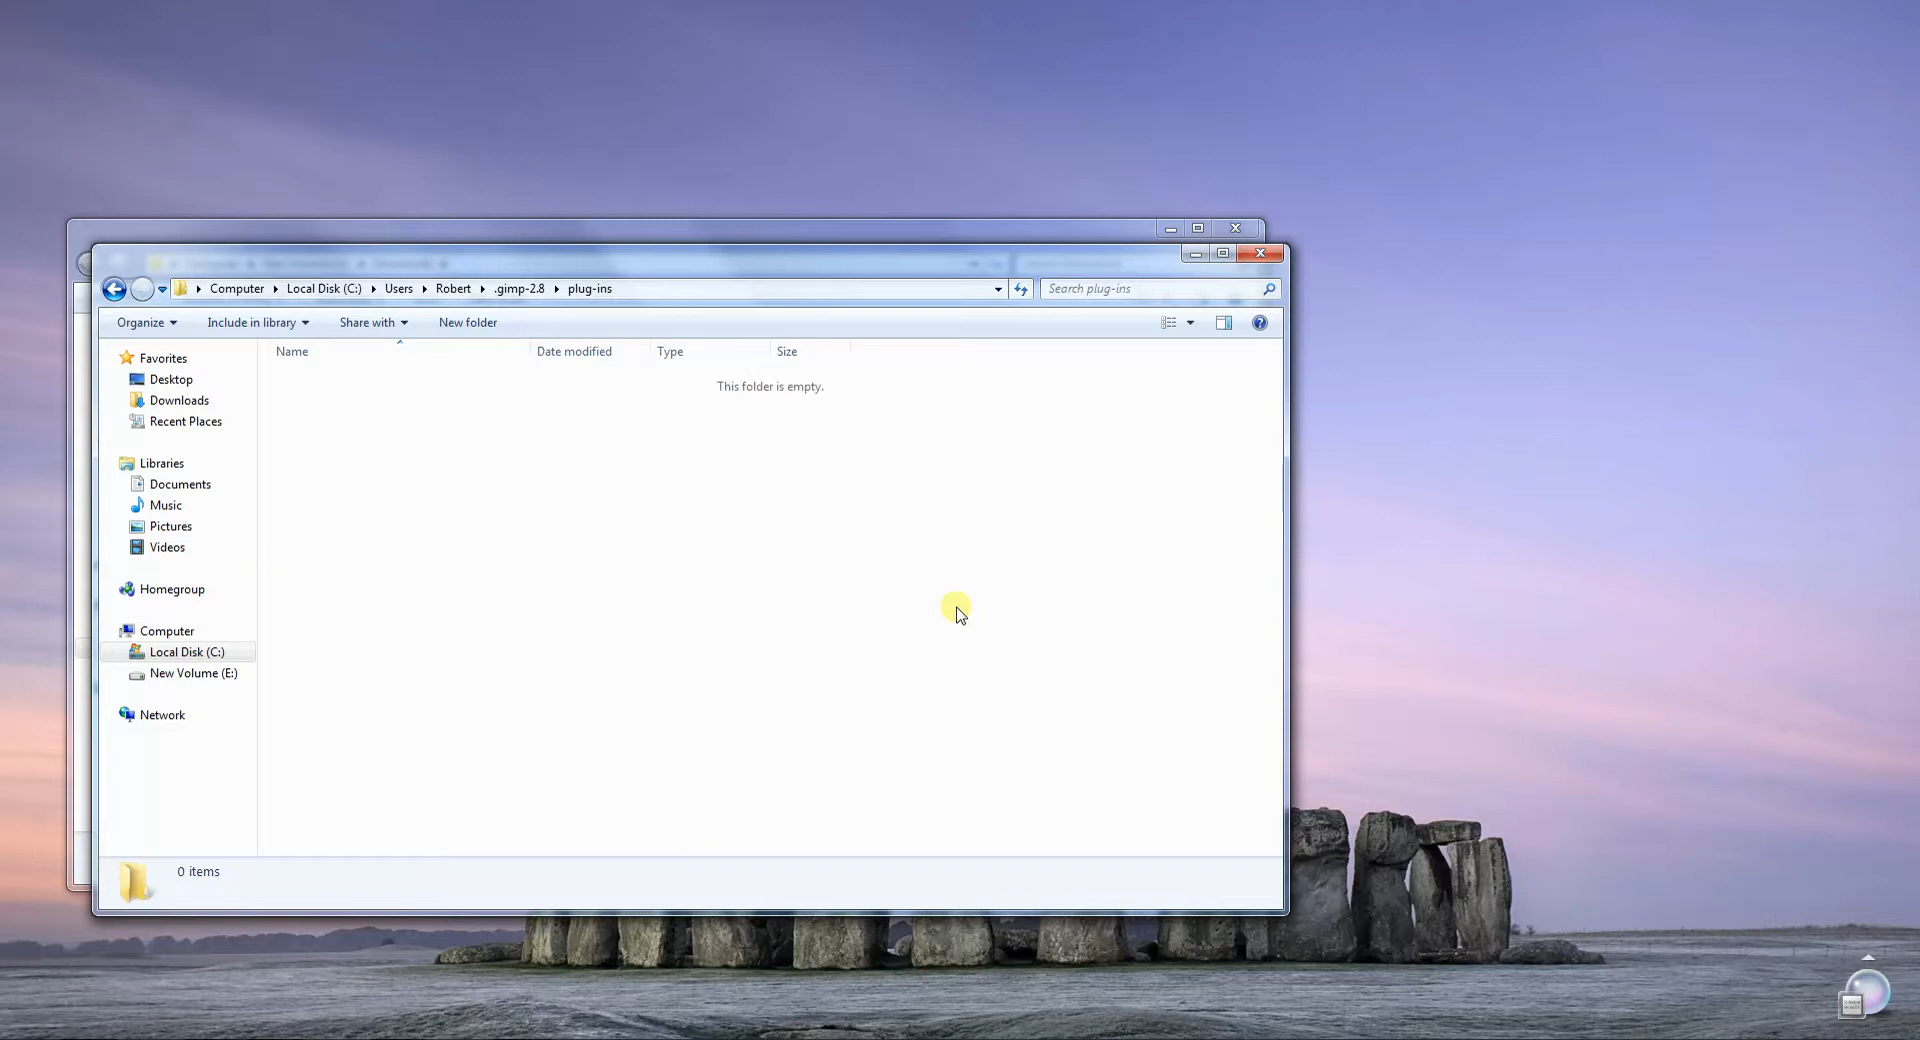 Computer Local Disk (C:) Users Robert .gimp-2.8 plug-ins
Search plug-ins
Organize Include in library Share with New folder
Name Date modified Type Size
This folder is empty.
Favorites
Desktop
Downloads
Recent Places
Libraries
Documents
Music
Pictures
Videos
Homegroup
Computer
Local Disk (C:)
New Volume (E:)
Network
0 items